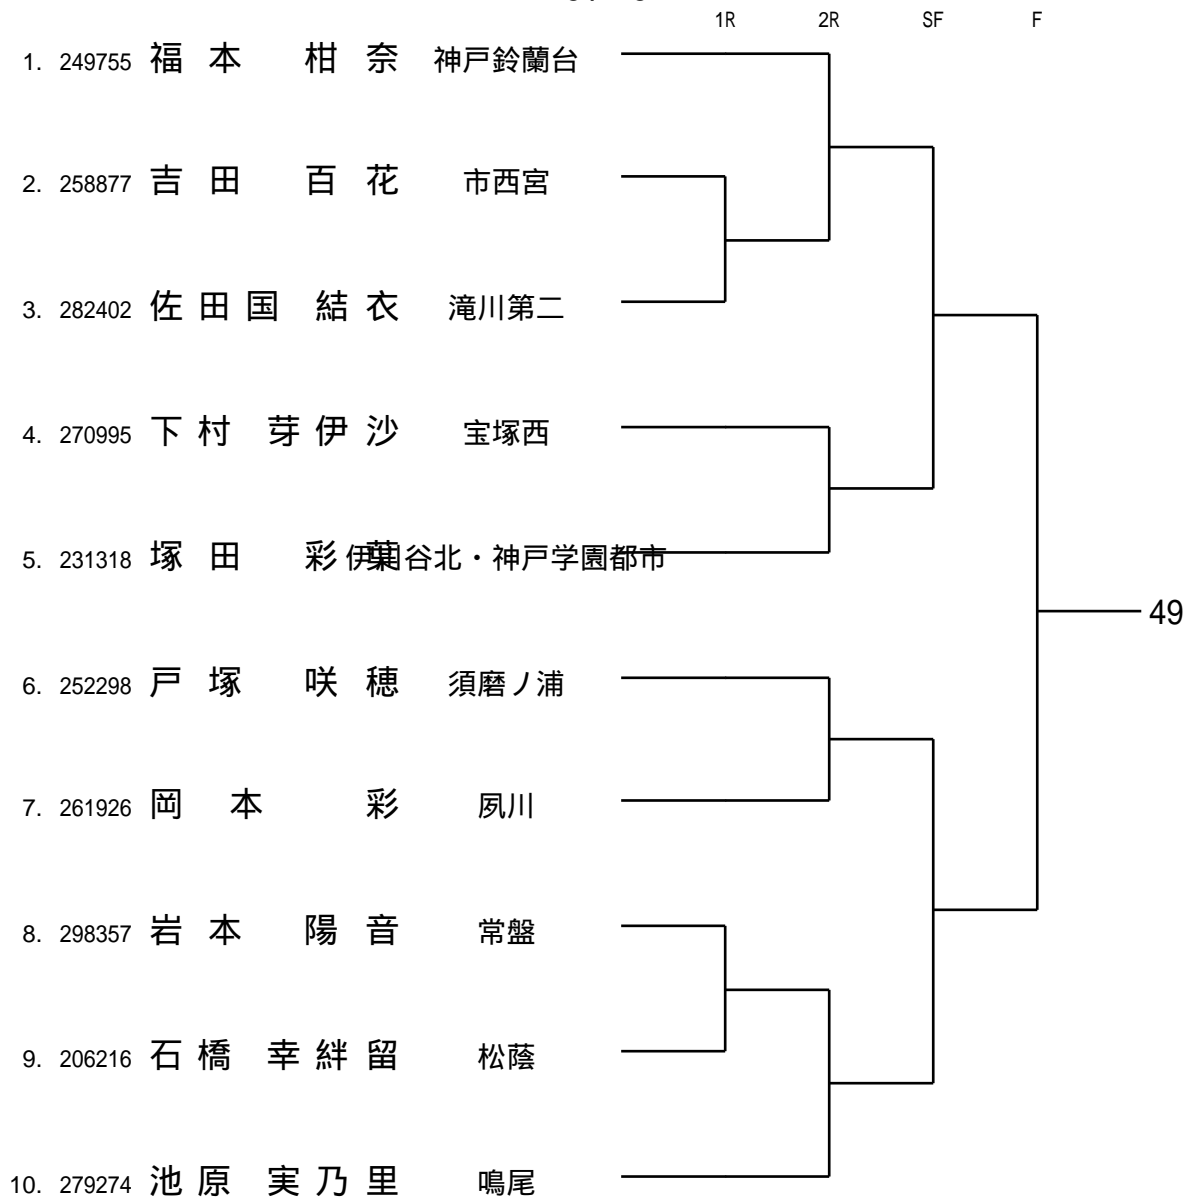 1R 2R SF F
1. 249755 福本 柑奈 神戸鈴蘭台
2. 258877 吉田 百花 市西宮
3. 282402 佐田国 結衣 滝川第二
4. 270995 下村 芽伊沙 宝塚西
5. 231318 塚田 彩葉 伊川谷北・神戸学園都市
49
6. 252298 戸塚 咲穂 須磨ノ浦
7. 261926 岡本 彩 夙川
8. 298357 岩本 陽音 常盤
9. 206216 石橋 幸絆留 松蔭
10. 279274 池原 実乃里 鳴尾